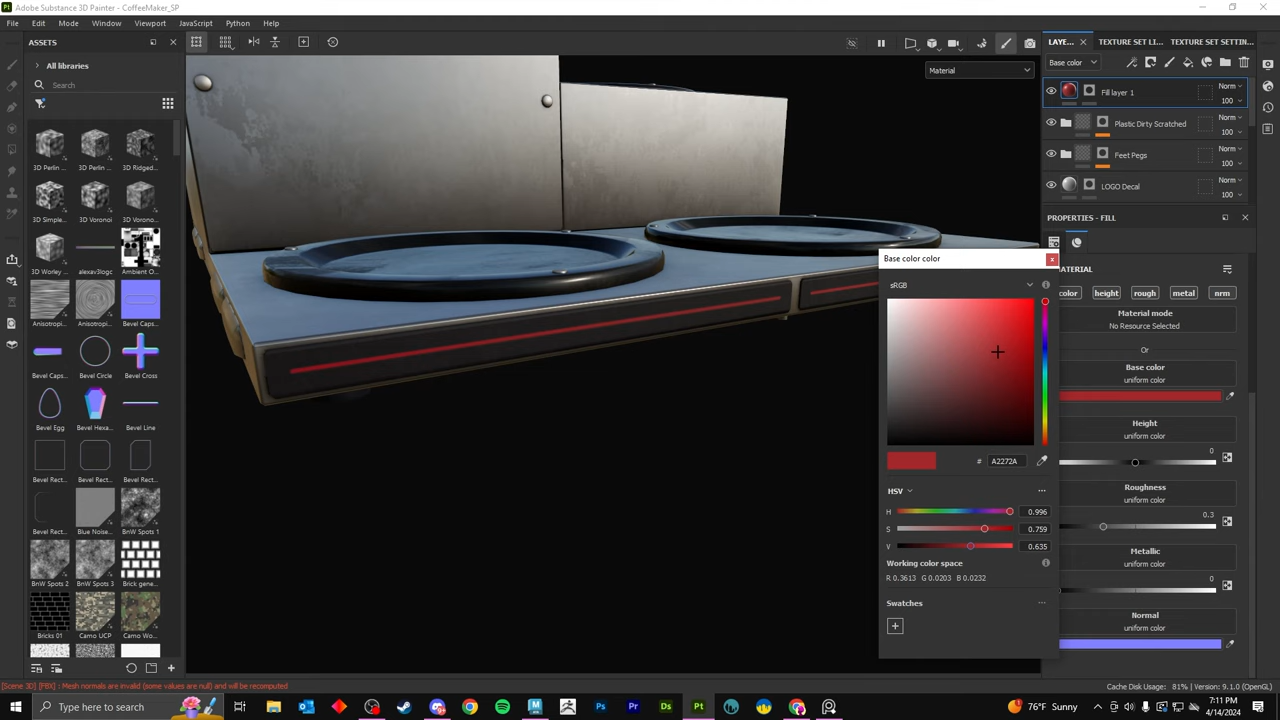 Adobe Substance 3D Painter - CoffeeMaker_SP
File Edit Mode Window Viewport JavaScript Python Help
ASSETS
All libraries
Search
3D Perlin ... 3D Perlin ... 3D Ridged...
3D Simple... 3D Voronoi 3D Vorono...
3D Worley ... alexav3logc Ambient O...
Anisotropi... Anisotropi... Bevel Caps...
Bevel Caps... Bevel Circle Bevel Cross
Bevel Egg Bevel Hexa... Bevel Line
Bevel Rect... Bevel Rect... Bevel Rect...
Bevel Rect... Blue Noise... BnW Spots 1
BnW Spots 2 BnW Spots 3 Brick gene...
Bricks 01 Camo UCP Camo Wo...
Material
LAYE... TEXTURE SET LI... TEXTURE SET SETTIN...
Base color
Fill layer 1 Norm 100
Plastic Dirty Scratched Norm 100
Feet Pegs Norm 100
LOGO Decal Norm 100
PROPERTIES - FILL
MATERIAL
color height rough metal nrm
Material mode
No Resource Selected
Or
Base color
uniform color
Height
uniform color
0
Roughness
uniform color
0.3
Metallic
uniform color
0
Normal
uniform color
Base color color
sRGB
# A2272A
HSV
H 0.996
S 0.759
V 0.635
Working color space
R 0.3613 G 0.0203 B 0.0232
Swatches
[Scene 3D] [FBX] : Mesh normals are invalid (some values are null) and will be recomputed
Cache Disk Usage: 81% | Version: 9.1.0 (OpenGL)
Type here to search
76°F Sunny
7:11 PM
4/14/2024